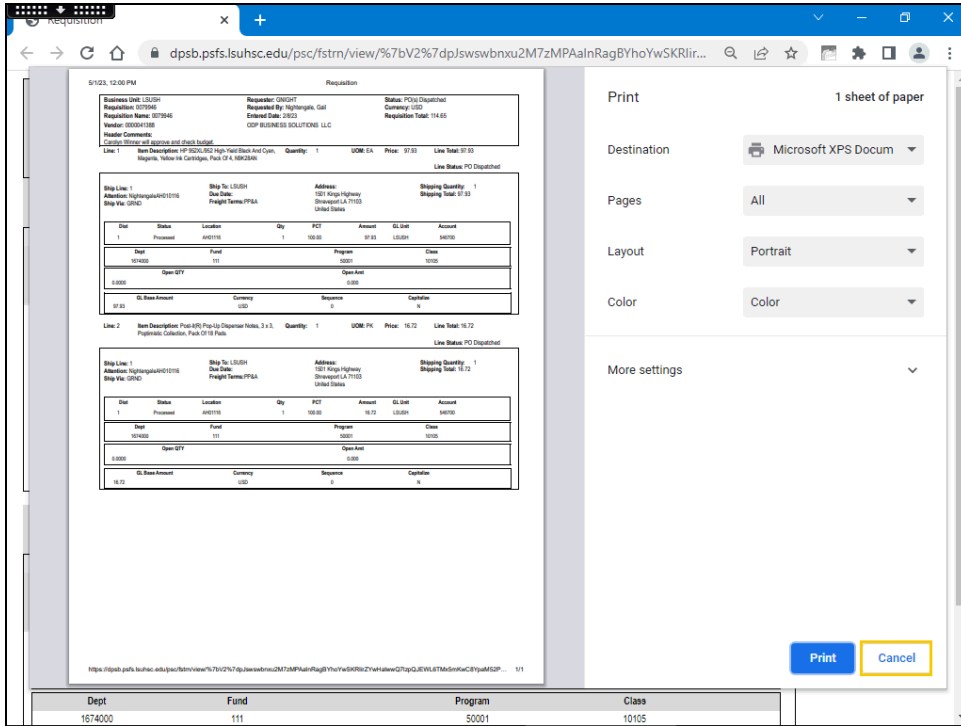 Requisition
dpsb.psfs.lsuhsc.edu/psc/fstrn/view/%7bV2%7dpJswswbnxu2M7zMPAaInRagBYhoYwSKRlir...
5/1/23, 12:00 PM Requisition
Business Unit: LSUSH Requester: GNIGHT Status: PO(s) Dispatched
Requisition: 0079946 Requested By: Nightengale, Gail Currency: USD
Requisition Name: 0079946 Entered Date: 2/8/23 Requisition Total: 114.65
Vendor: 0000041388 ODP BUSINESS SOLUTIONS LLC
Header Comments:
Carolyn Winner will approve and check budget.
Line: 1 Item Description: HP 952XL/952 High-Yield Black And Cyan, Quantity: 1 UOM: EA Price: 97.93 Line Total: 97.93
Magenta, Yellow Ink Cartridges, Pack Of 4, N9K28AN
Line Status: PO Dispatched
Ship Line: 1 Ship To: LSUSH Address: Shipping Quantity: 1
Attention: NightengaleAH010116 Due Date: 1501 Kings Highway Shipping Total: 97.93
Ship Via: GRND Freight Terms:PP&A Shreveport LA 71103
United States
Dist Status Location Qty PCT Amount GL Unit Account
1 Processed AH01116 1 100.00 97.93 LSUSH 546700
Dept Fund Program Class
1674000 111 50001 10105
Open QTY Open Amt
0.0000 0.000
GL Base Amount Currency Sequence Capitalize
97.93 USD 0 N
Line: 2 Item Description: Post-it(R) Pop-Up Dispenser Notes, 3 x 3, Quantity: 1 UOM: PK Price: 16.72 Line Total: 16.72
Poptimistic Collection, Pack Of 18 Pads
Line Status: PO Dispatched
Ship Line: 1 Ship To: LSUSH Address: Shipping Quantity: 1
Attention: NightengaleAH010116 Due Date: 1501 Kings Highway Shipping Total: 16.72
Ship Via: GRND Freight Terms:PP&A Shreveport LA 71103
United States
Dist Status Location Qty PCT Amount GL Unit Account
1 Processed AH01116 1 100.00 16.72 LSUSH 546700
Dept Fund Program Class
1674000 111 50001 10105
Open QTY Open Amt
0.0000 0.000
GL Base Amount Currency Sequence Capitalize
16.72 USD 0 N
1/1
Print 1 sheet of paper
Destination Microsoft XPS Docum
Pages All
Layout Portrait
Color Color
More settings
Print Cancel
Dept Fund Program Class
1674000 111 50001 10105